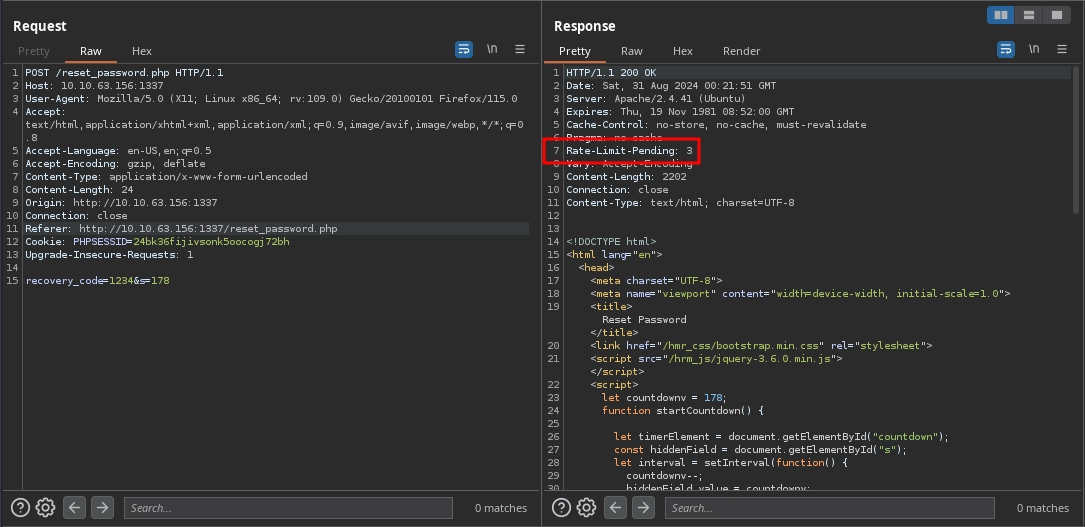 Request
Pretty Raw Hex
\n
1 POST /reset_password.php HTTP/1.1
2 Host: 10.10.63.156:1337
3 User-Agent: Mozilla/5.0 (X11; Linux x86_64; rv:109.0) Gecko/20100101 Firefox/115.0
4 Accept:
text/html,application/xhtml+xml,application/xml;q=0.9,image/avif,image/webp,*/*;q=0
.8
5 Accept-Language: en-US,en;q=0.5
6 Accept-Encoding: gzip, deflate
7 Content-Type: application/x-www-form-urlencoded
8 Content-Length: 24
9 Origin: http://10.10.63.156:1337
10 Connection: close
11 Referer: http://10.10.63.156:1337/reset_password.php
12 Cookie: PHPSESSID=24bk36fijivsonk5oocogj72bh
13 Upgrade-Insecure-Requests: 1
14
15 recovery_code=1234&s=178
Search...
0 matches
Response
Pretty Raw Hex Render
\n
1 HTTP/1.1 200 OK
2 Date: Sat, 31 Aug 2024 00:21:51 GMT
3 Server: Apache/2.4.41 (Ubuntu)
4 Expires: Thu, 19 Nov 1981 08:52:00 GMT
5 Cache-Control: no-store, no-cache, must-revalidate
6 Pragma: no-cache
7 Rate-Limit-Pending: 3
8 Vary: Accept-Encoding
9 Content-Length: 2202
10 Connection: close
11 Content-Type: text/html; charset=UTF-8
12
13
14 <!DOCTYPE html>
15 <html lang="en">
16 <head>
17 <meta charset="UTF-8">
18 <meta name="viewport" content="width=device-width, initial-scale=1.0">
19 <title>
Reset Password
</title>
20 <link href="/hmr_css/bootstrap.min.css" rel="stylesheet">
21 <script src="/hrm_js/jquery-3.6.0.min.js">
</script>
22 <script>
23 let countdownv = 178;
24 function startCountdown() {
25
26 let timerElement = document.getElementById("countdown");
27 const hiddenField = document.getElementById("s");
28 let interval = setInterval(function() {
29 countdownv--;
30 hiddenField.value = countdownv;
Search...
0 matches